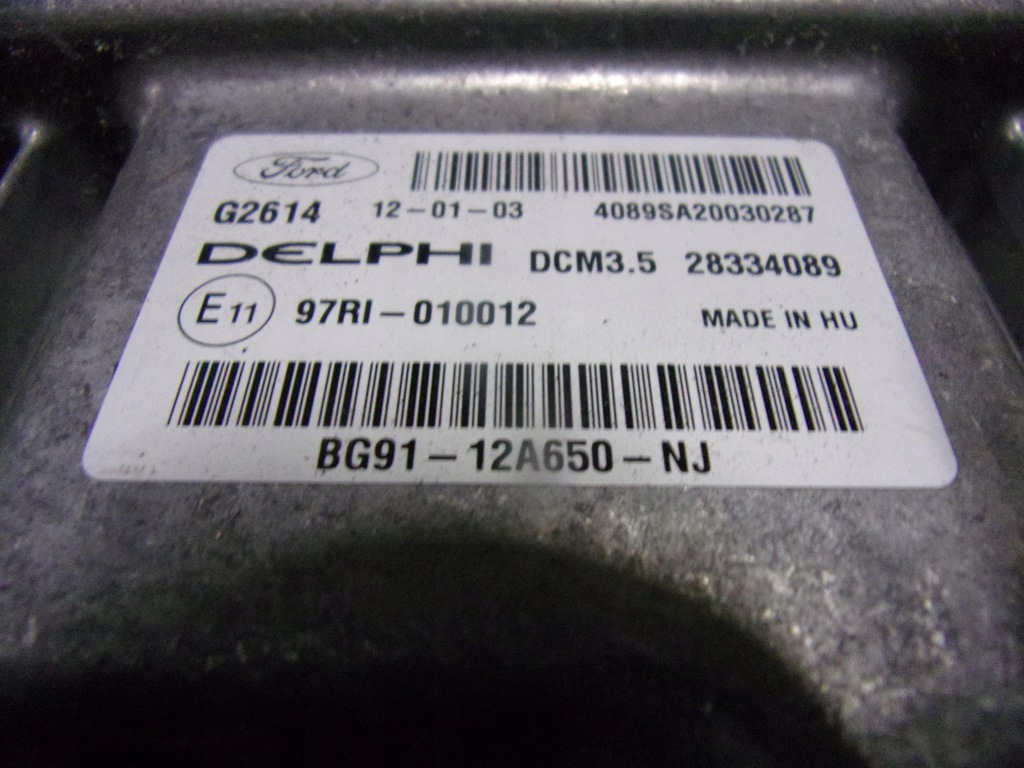 Ford
G2614 12-01-03 4089SA20030287
DELPHI DCM3.5 28334089
E11 97RI-010012 MADE IN HU
BG91-12A650-NJ